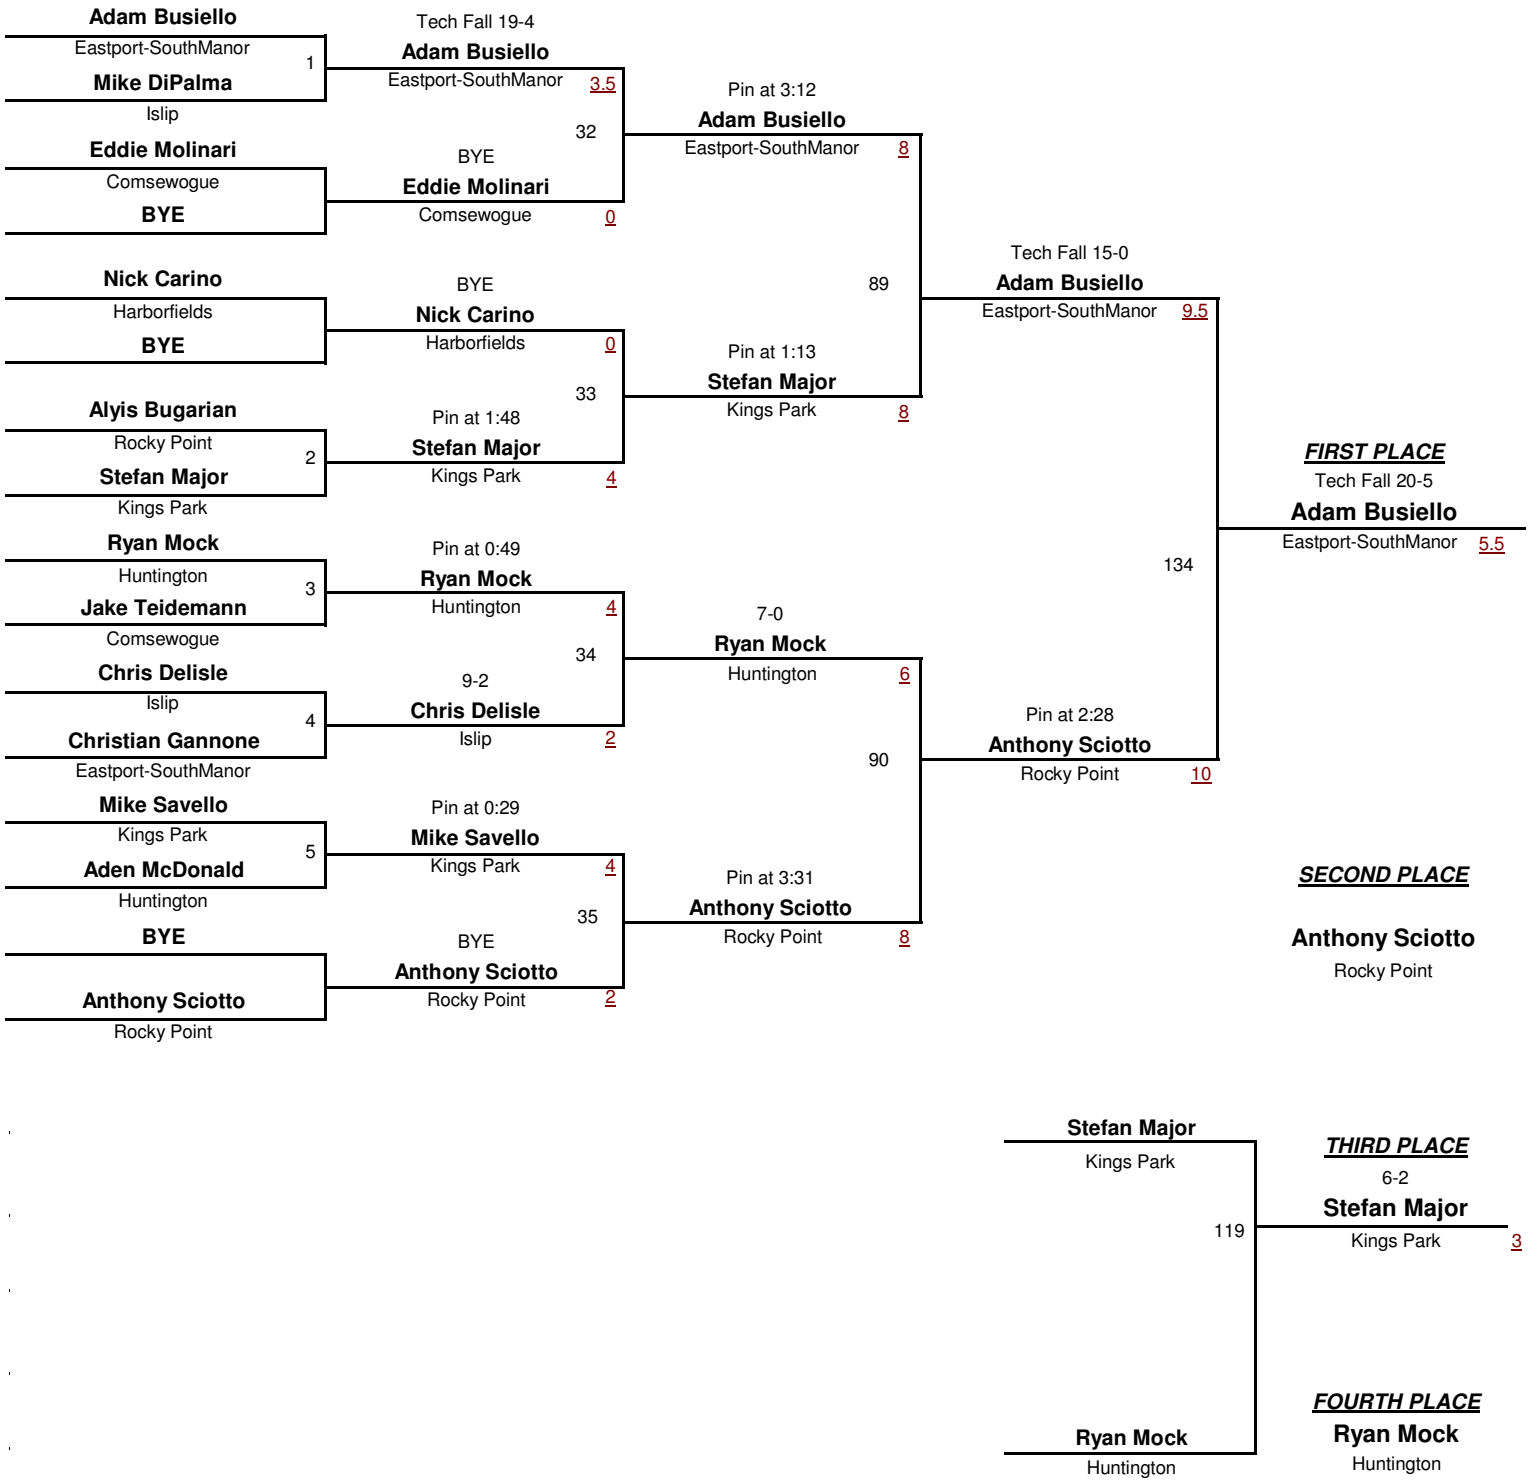 Adam Busiello
Eastport-SouthManor
1
Mike DiPalma
Islip
Eddie Molinari
Comsewogue
BYE
Nick Carino
Harborfields
BYE
Alyis Bugarian
Rocky Point
2
Stefan Major
Kings Park
Ryan Mock
Huntington
3
Jake Teidemann
Comsewogue
Chris Delisle
Islip
4
Christian Gannone
Eastport-SouthManor
Mike Savello
Kings Park
5
Aden McDonald
Huntington
BYE
Anthony Sciotto
Rocky Point
Tech Fall 19-4
Adam Busiello
Eastport-SouthManor 3.5
32
BYE
Eddie Molinari
Comsewogue 0
BYE
Nick Carino
Harborfields 0
33
Pin at 1:48
Stefan Major
Kings Park 4
Pin at 0:49
Ryan Mock
Huntington 4
34
9-2
Chris Delisle
Islip 2
Pin at 0:29
Mike Savello
Kings Park 4
35
BYE
Anthony Sciotto
Rocky Point 2
Pin at 3:12
Adam Busiello
Eastport-SouthManor 8
89
Pin at 1:13
Stefan Major
Kings Park 8
7-0
Ryan Mock
Huntington 6
90
Pin at 3:31
Anthony Sciotto
Rocky Point 8
Tech Fall 15-0
Adam Busiello
Eastport-SouthManor 9.5
134
Pin at 2:28
Anthony Sciotto
Rocky Point 10
FIRST PLACE
Tech Fall 20-5
Adam Busiello
Eastport-SouthManor 5.5
SECOND PLACE
Anthony Sciotto
Rocky Point
Stefan Major
Kings Park
119
Ryan Mock
Huntington
THIRD PLACE
6-2
Stefan Major
Kings Park 3
FOURTH PLACE
Ryan Mock
Huntington